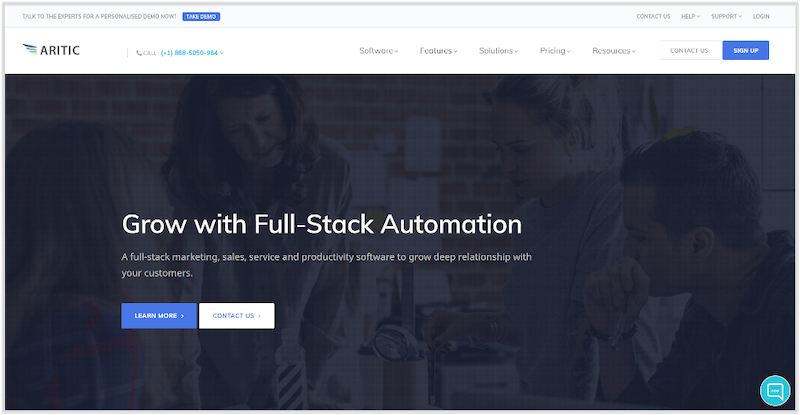 TALK TO THE EXPERTS FOR A PERSONALISED DEMO NOW! TAKE DEMO CONTACT US HELP SUPPORT LOGIN
ARITIC CALL : (+1) 888-5050-984 Software Features Solutions Pricing Resources CONTACT US SIGN UP
Grow with Full-Stack Automation
A full-stack marketing, sales, service and productivity software to grow deep relationship with
your customers.
LEARN MORE > CONTACT US >